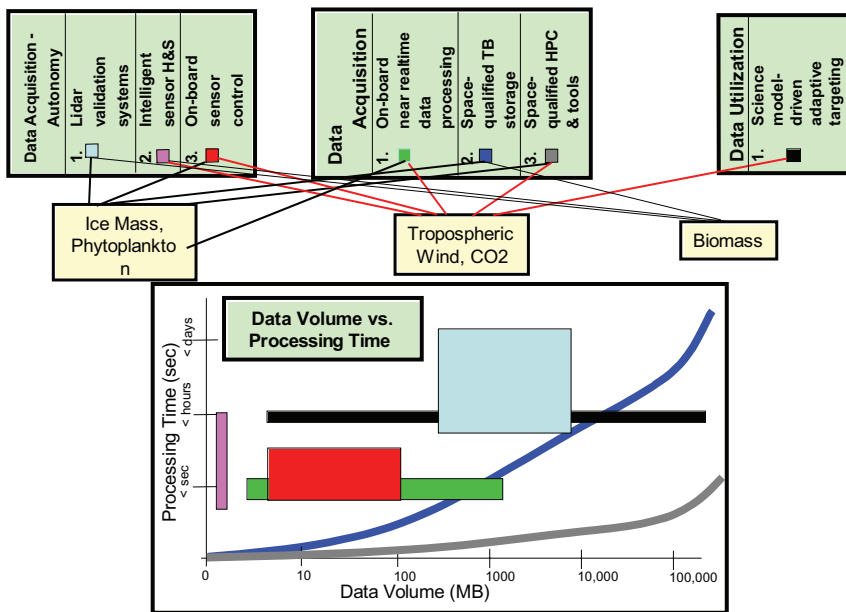 Data Acquisition -
Autonomy
1. Lidar
validation
systems
2. Intelligent
sensor H&S
3. On-board
sensor
control
Data
Acquisition
1. On-board
near realtime
data
processing
2. Space-
qualified TB
storage
3. Space-
qualified HPC
& tools
Data Utilization
1. Science
model-
driven
adaptive
targeting
Ice Mass,
Phytoplankto
n
Tropospheric
Wind, CO2
Biomass
Data Volume vs.
Processing Time
Processing Time (sec)
< days
< hours
< sec
0
10
100
1000
10,000
100,000
Data Volume (MB)